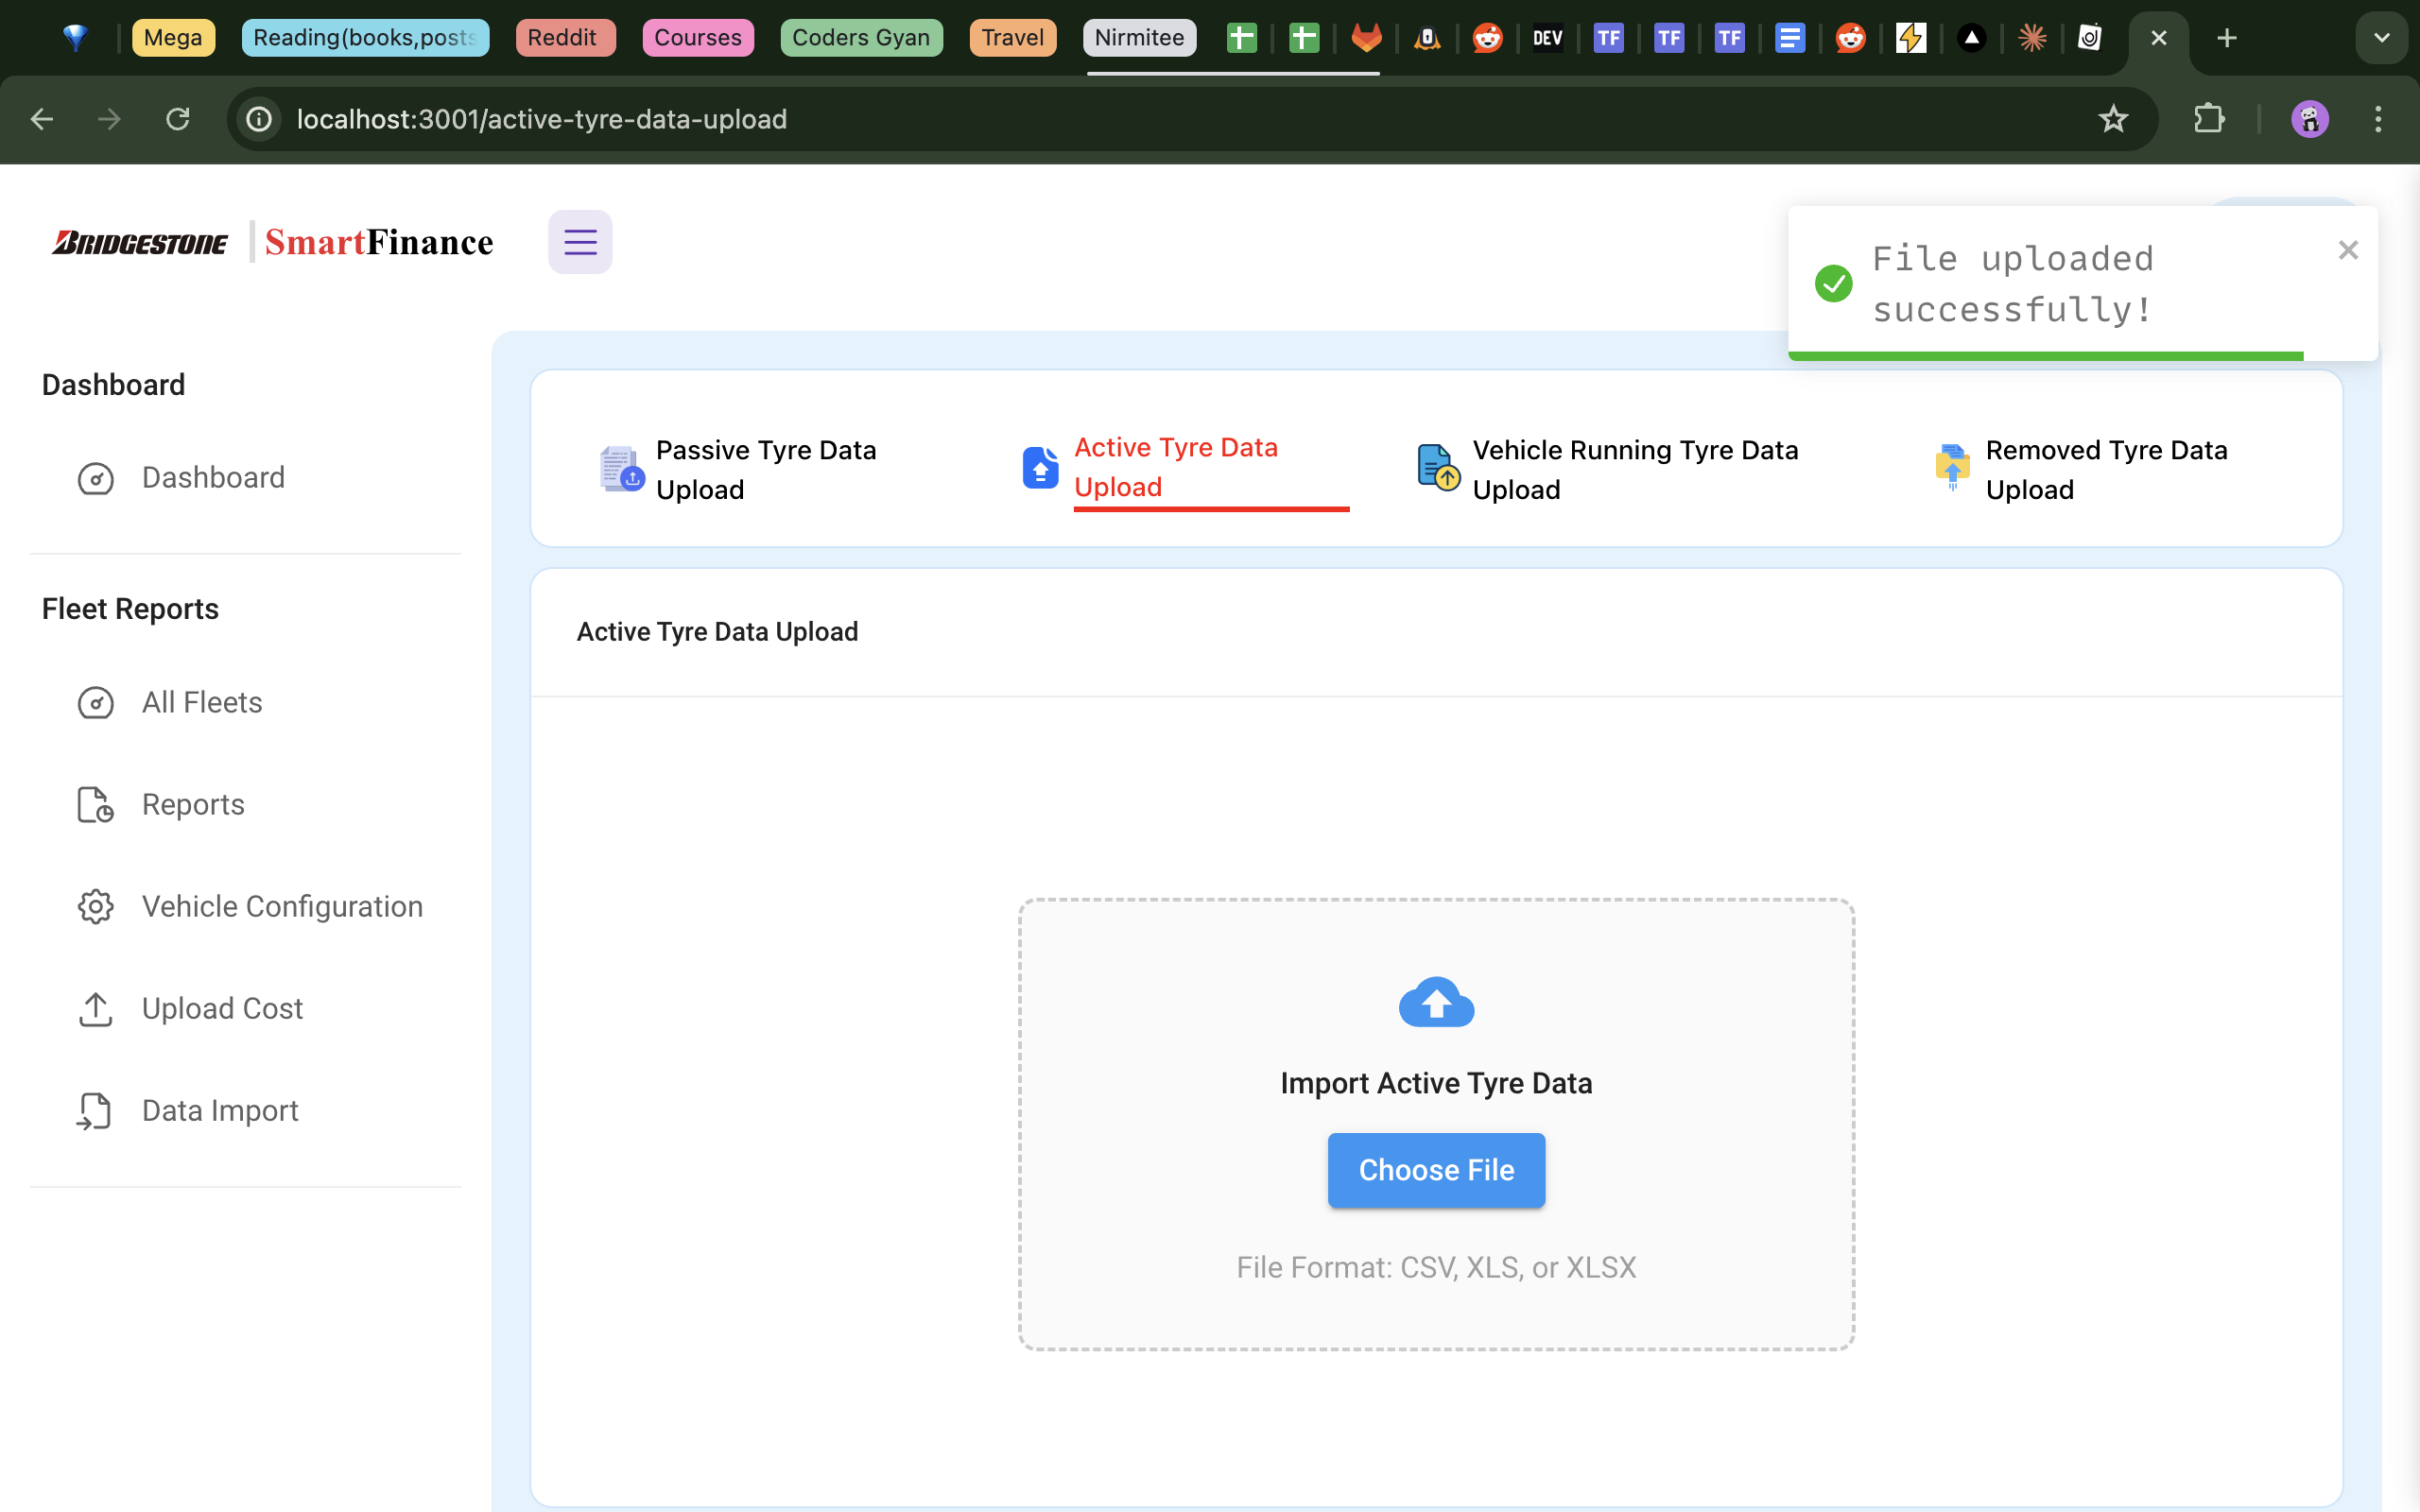 Mega
Reading(books,posts
Reddit
Courses
Coders Gyan
Travel
Nirmitee
DEV
TF
TF
TF
localhost:3001/active-tyre-data-upload
BRIDGESTONE
SmartFinance
File uploaded
successfully!
Dashboard
Dashboard
Fleet Reports
All Fleets
Reports
Vehicle Configuration
Upload Cost
Data Import
Passive Tyre Data
Upload
Active Tyre Data
Upload
Vehicle Running Tyre Data
Upload
Removed Tyre Data
Upload
Active Tyre Data Upload
Import Active Tyre Data
Choose File
File Format: CSV, XLS, or XLSX